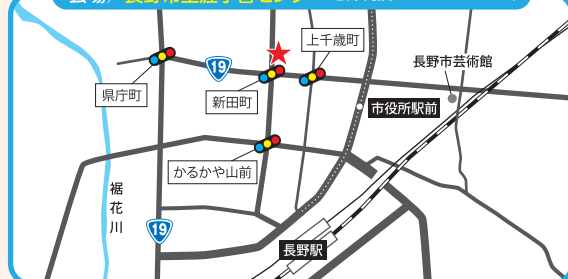 会場/長野市生涯学習センター
上千歳町
19
長野市芸術館
県庁町
新田町
市役所駅前
かるかや山前
裾花川
19
長野駅